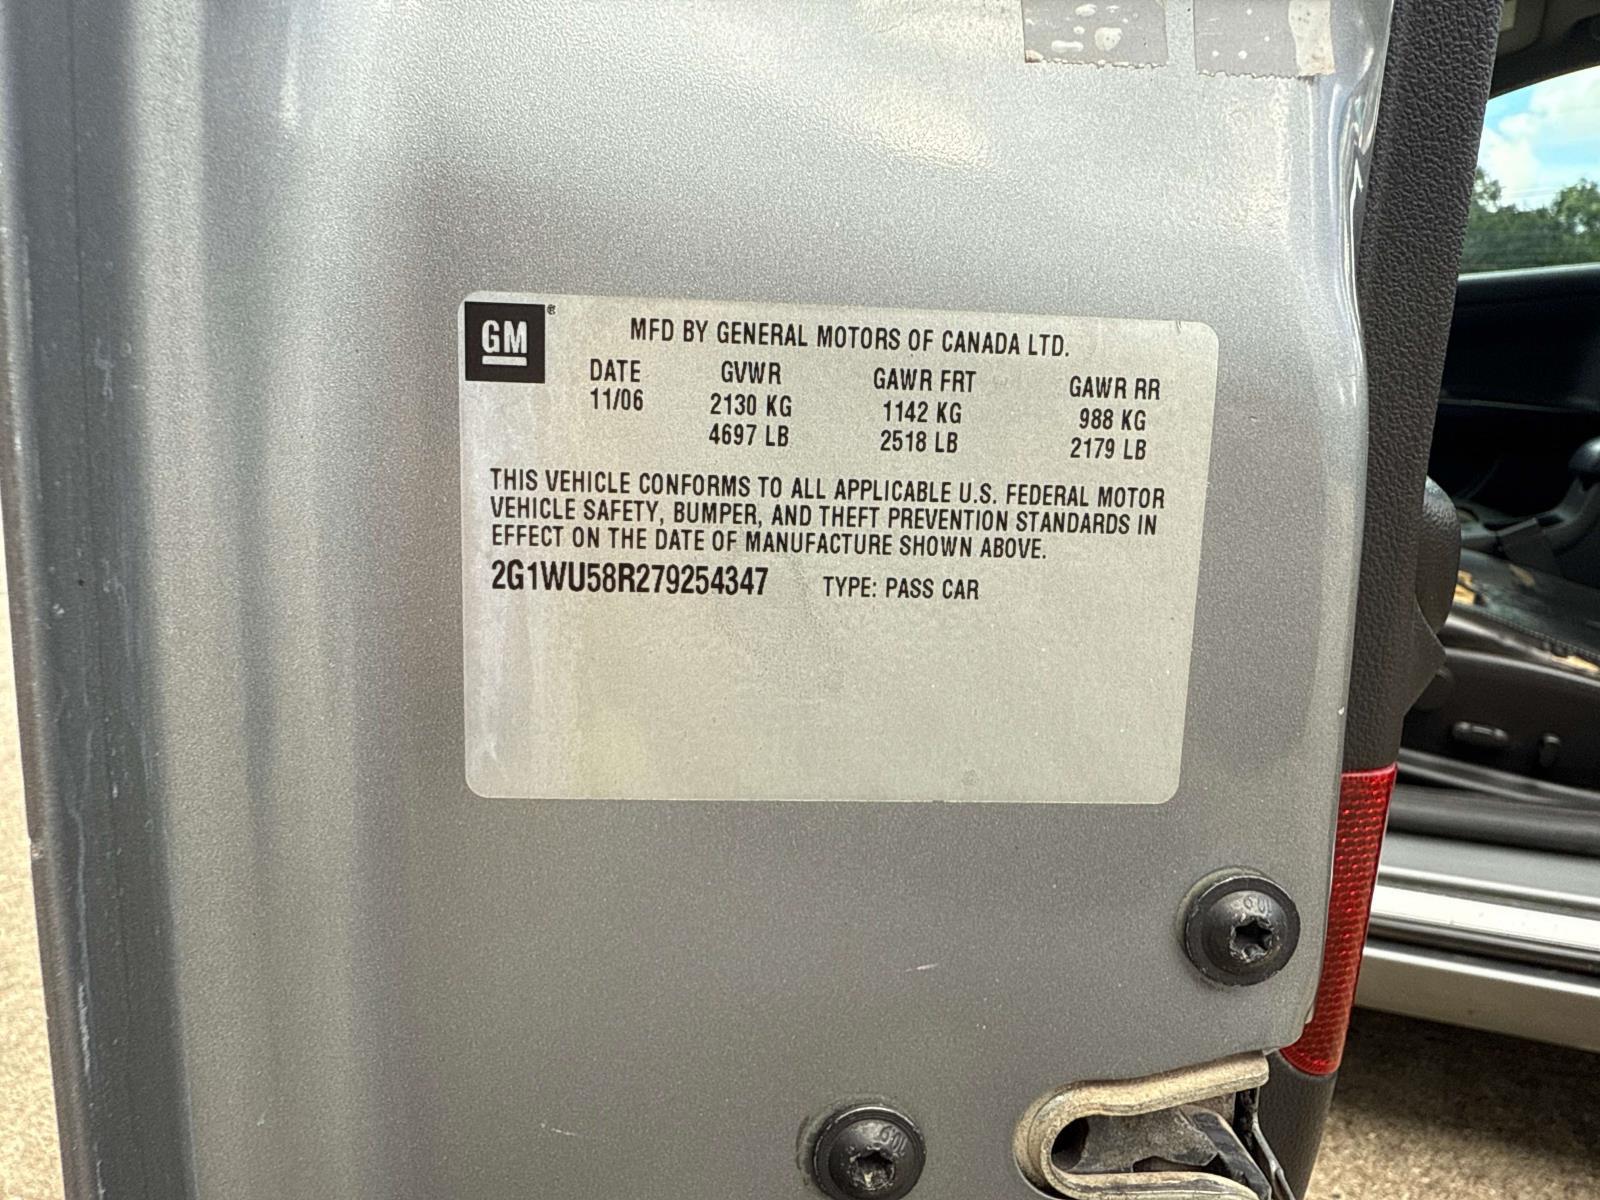 GM ®
MFD BY GENERAL MOTORS OF CANADA LTD.
DATE GVWR GAWR FRT GAWR RR
11/06 2130 KG 1142 KG 988 KG
4697 LB 2518 LB 2179 LB
THIS VEHICLE CONFORMS TO ALL APPLICABLE U.S. FEDERAL MOTOR
VEHICLE SAFETY, BUMPER, AND THEFT PREVENTION STANDARDS IN
EFFECT ON THE DATE OF MANUFACTURE SHOWN ABOVE.
2G1WU58R279254347 TYPE: PASS CAR